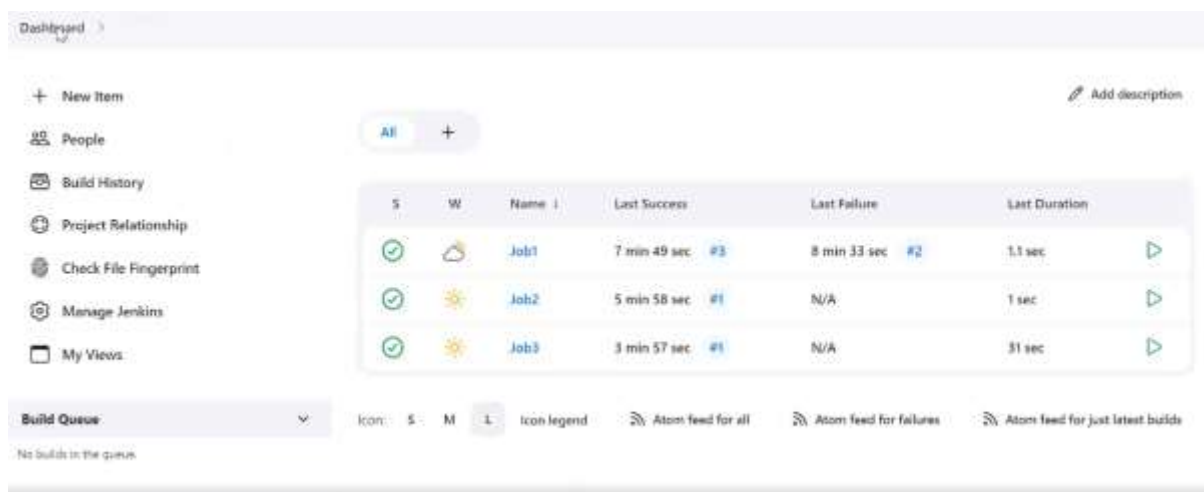 Dashboard
New Item
People
Build History
Project Relationship
Check File Fingerprint
Manage Jenkins
My Views
Build Queue
No builds in the queue.
Add description
All +
S W Name ↓ Last Success Last Failure Last Duration
Job1 7 min 49 sec #3 8 min 33 sec #2 1.1 sec
Job2 5 min 58 sec #1 N/A 1 sec
Job3 3 min 57 sec #1 N/A 31 sec
Icon: S M L Icon legend Atom feed for all Atom feed for failures Atom feed for just latest builds